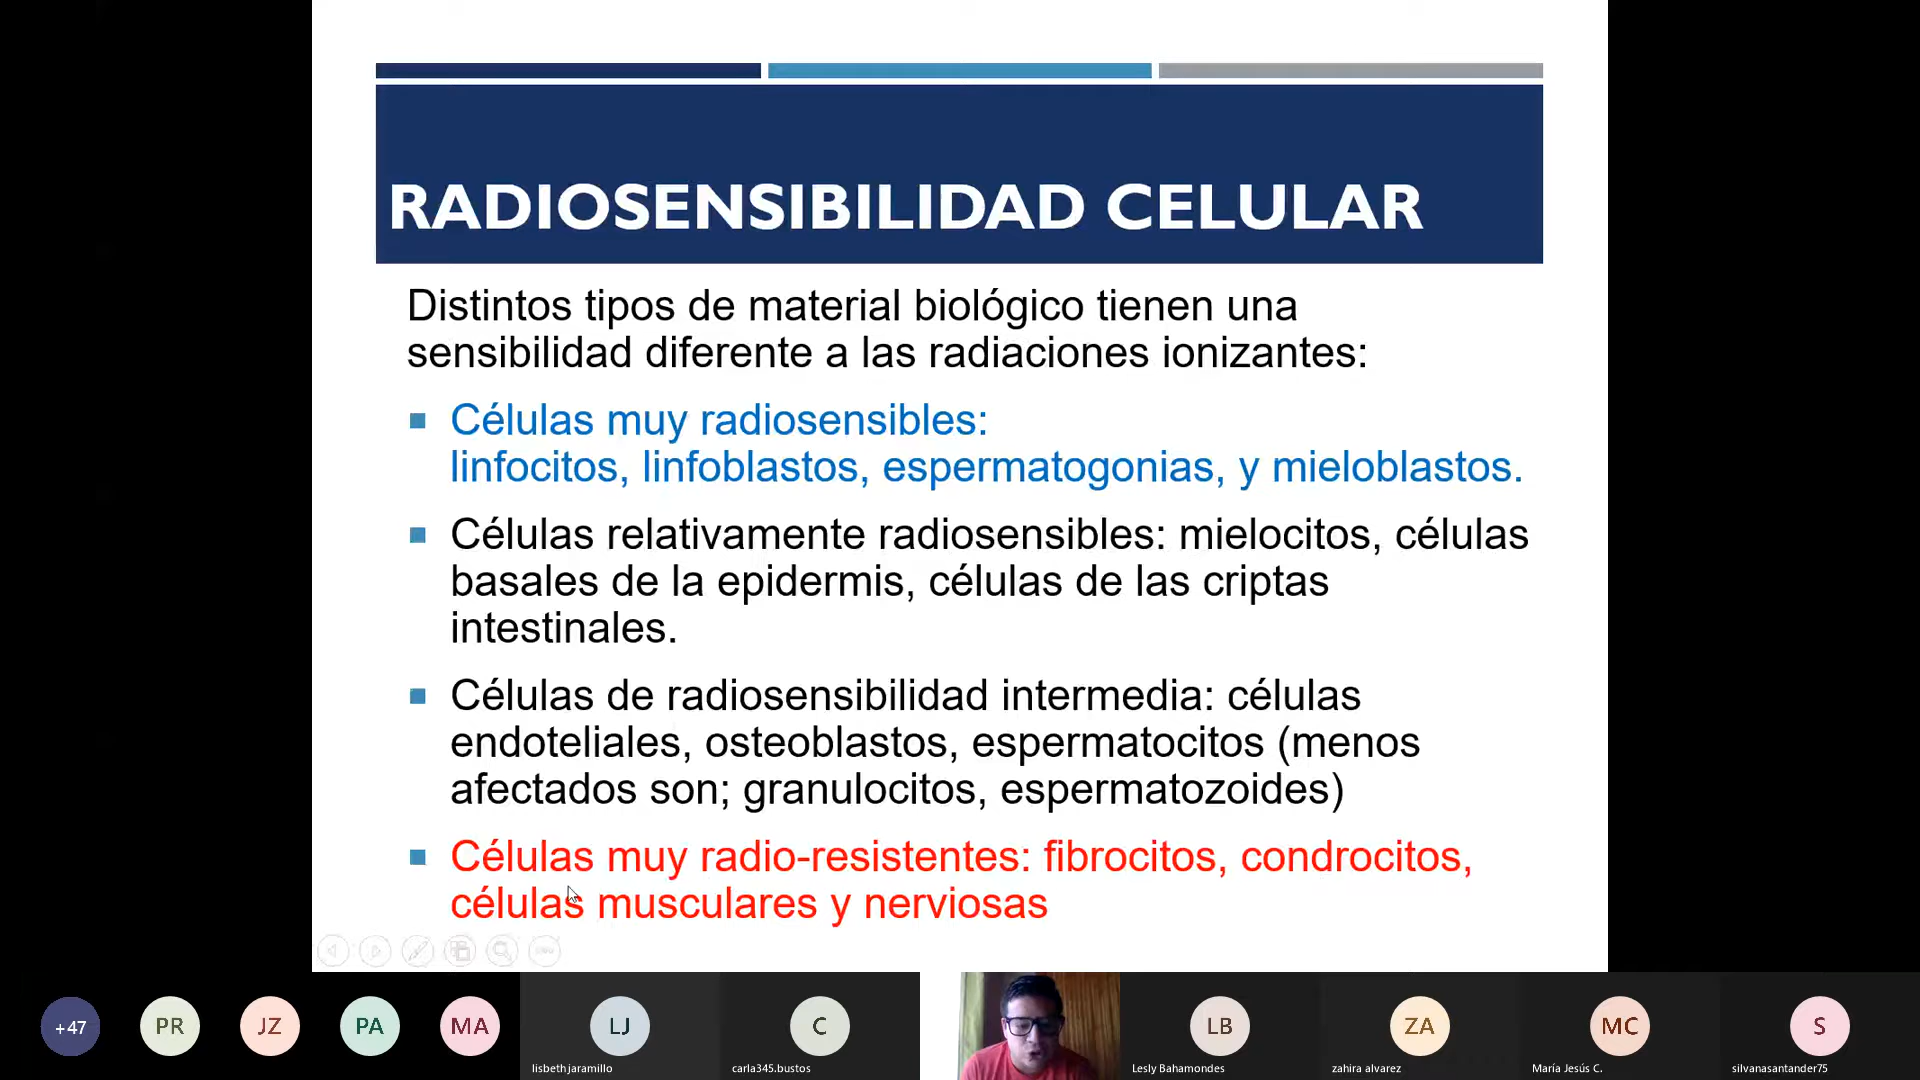 RADIOSENSIBILIDAD CELULAR
Distintos tipos de material biológico tienen una
sensibilidad diferente a las radiaciones ionizantes:
Células muy radiosensibles:
linfocitos, linfoblastos, espermatogonias, y mieloblastos.
Células relativamente radiosensibles: mielocitos, células
basales de la epidermis, células de las criptas
intestinales.
Células de radiosensibilidad intermedia: células
endoteliales, osteoblastos, espermatocitos (menos
afectados son; granulocitos, espermatozoides)
Células muy radio-resistentes: fibrocitos, condrocitos,
células musculares y nerviosas
+47
PR
JZ
PA
MA
LJ
C
LB
ZA
MC
S
lisbeth jaramillo
carla345.bustos
Lesly Bahamondes
zahira alvarez
María Jesús C.
silvanasantander75